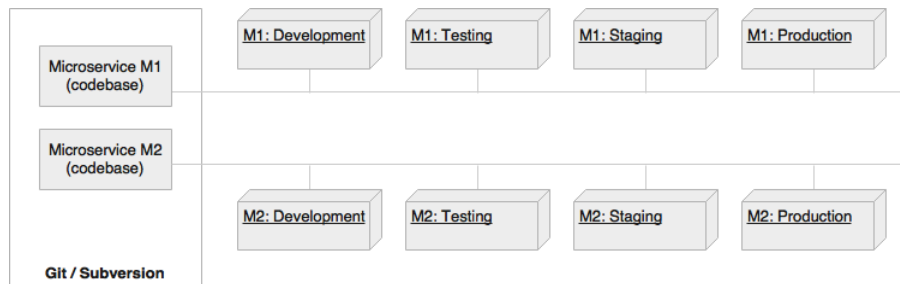 M1: Development
M1: Testing
M1: Staging
M1: Production
Microservice M1
(codebase)
Microservice M2
(codebase)
M2: Development
M2: Testing
M2: Staging
M2: Production
Git / Subversion